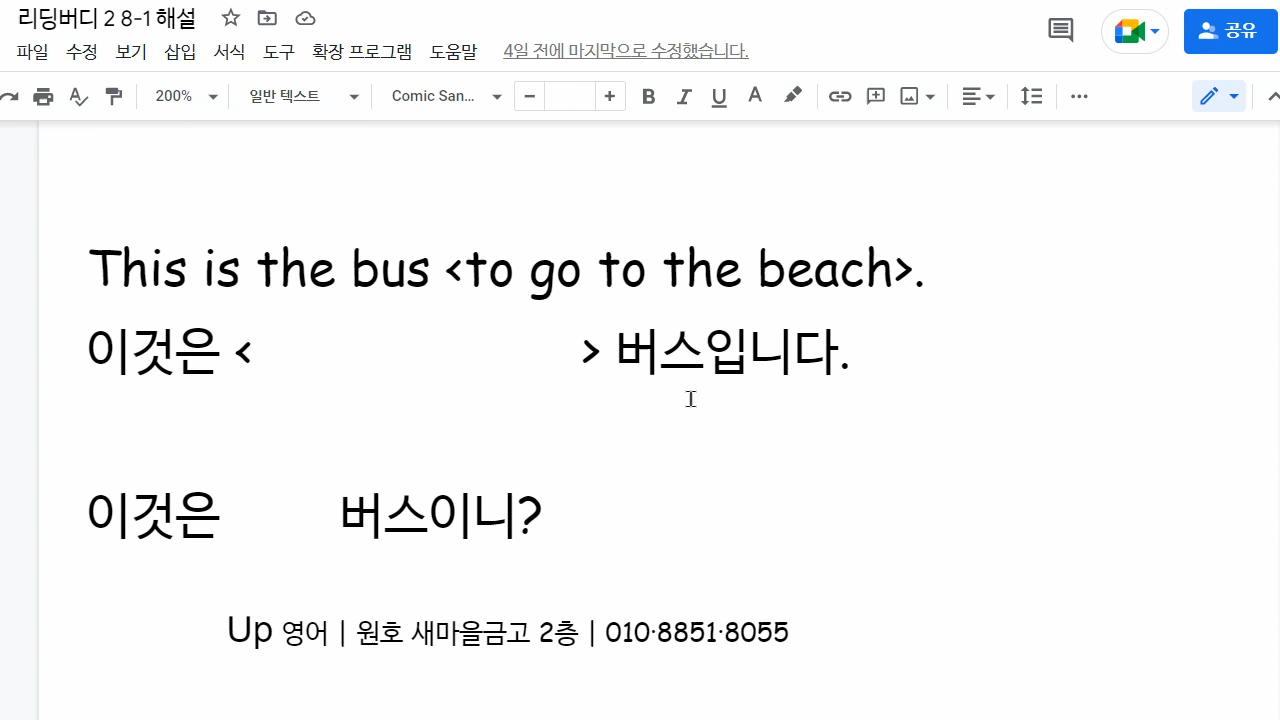 리딩버디 2 8-1 해설
파일 수정 보기 삽입 서식 도구 확장 프로그램 도움말 4일 전에 마지막으로 수정했습니다. 공유
200% 일반 텍스트 Comic San... − + B I U A
This is the bus <to go to the beach>.
이것은 < > 버스입니다.
이것은 버스이니?
Up 영어 | 원호 새마을금고 2층 | 010·8851·8055